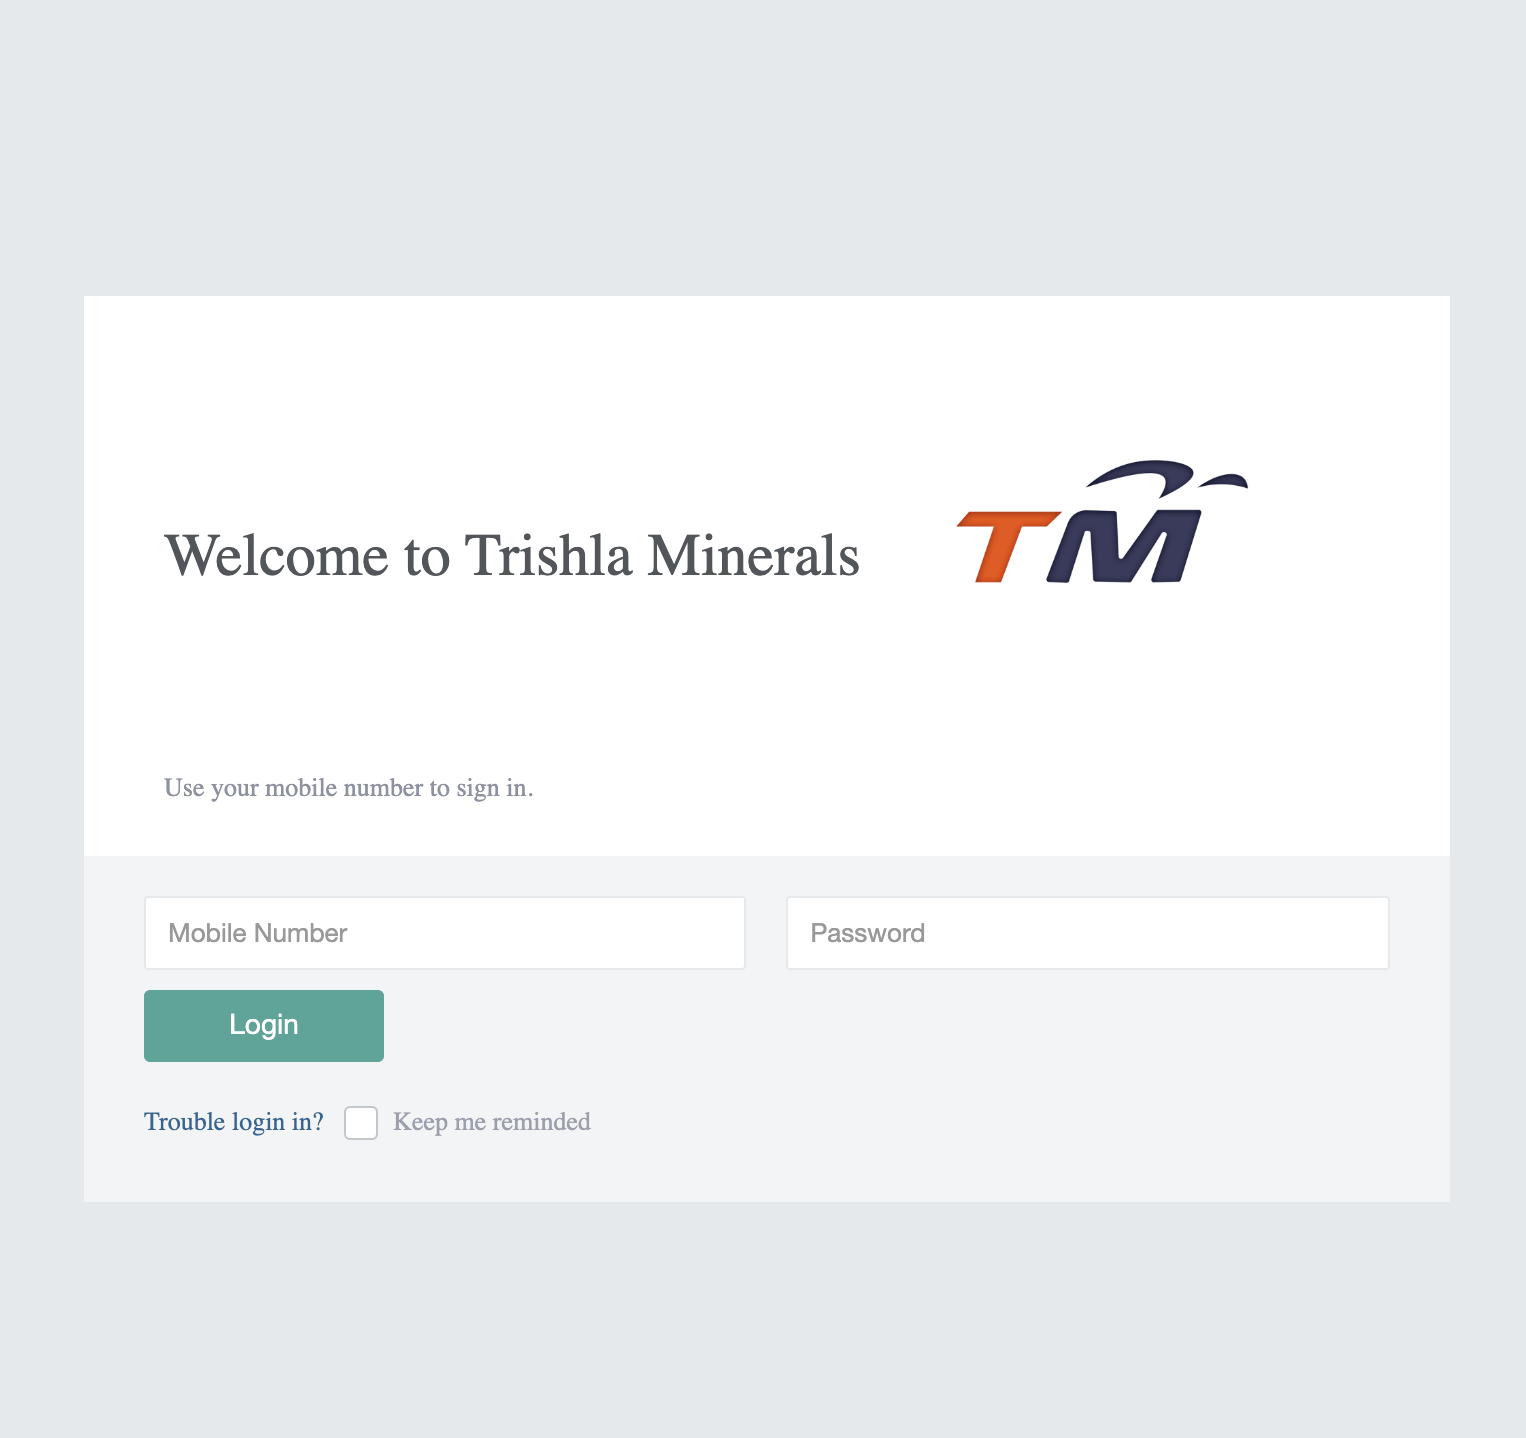 Welcome to Trishla Minerals
TM
Use your mobile number to sign in.
Mobile Number
Password
Login
Trouble login in?
Keep me reminded